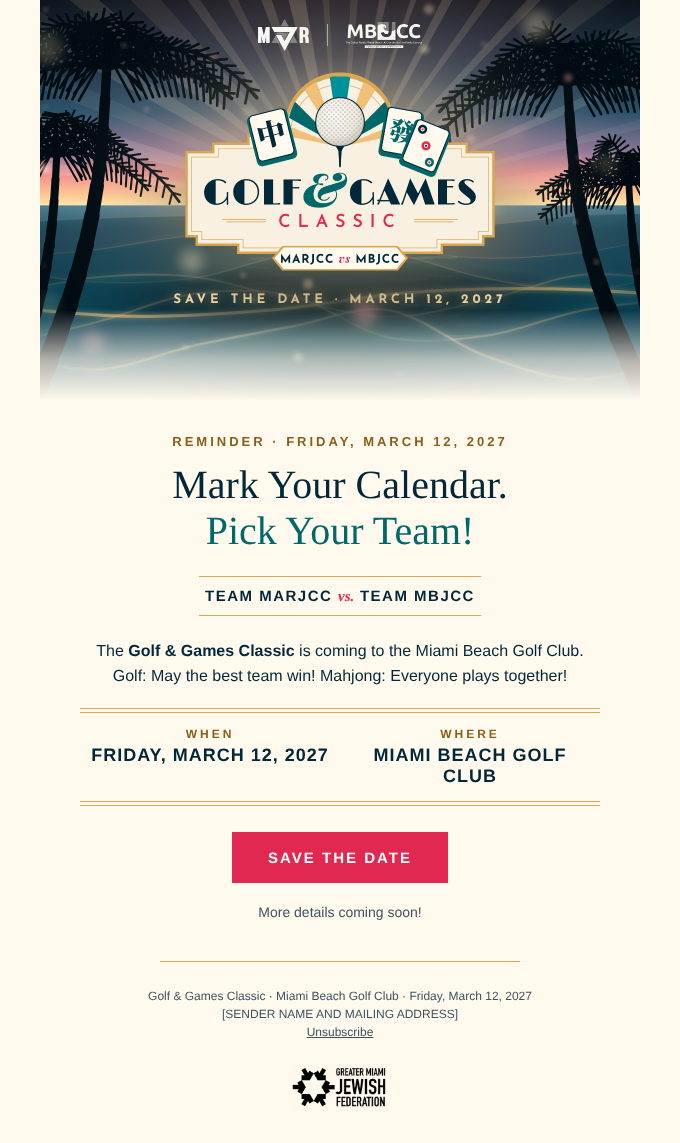 M R
MBJCC
中
發
GOLF & GAMES
CLASSIC
MARJCC vs MBJCC
SAVE THE DATE · MARCH 12, 2027
REMINDER · FRIDAY, MARCH 12, 2027
Mark Your Calendar.
Pick Your Team!
TEAM MARJCC vs. TEAM MBJCC
The Golf & Games Classic is coming to the Miami Beach Golf Club.
Golf: May the best team win! Mahjong: Everyone plays together!
WHEN
FRIDAY, MARCH 12, 2027
WHERE
MIAMI BEACH GOLF
CLUB
SAVE THE DATE
More details coming soon!
Golf & Games Classic · Miami Beach Golf Club · Friday, March 12, 2027
[SENDER NAME AND MAILING ADDRESS]
Unsubscribe
GREATER MIAMI
JEWISH
FEDERATION